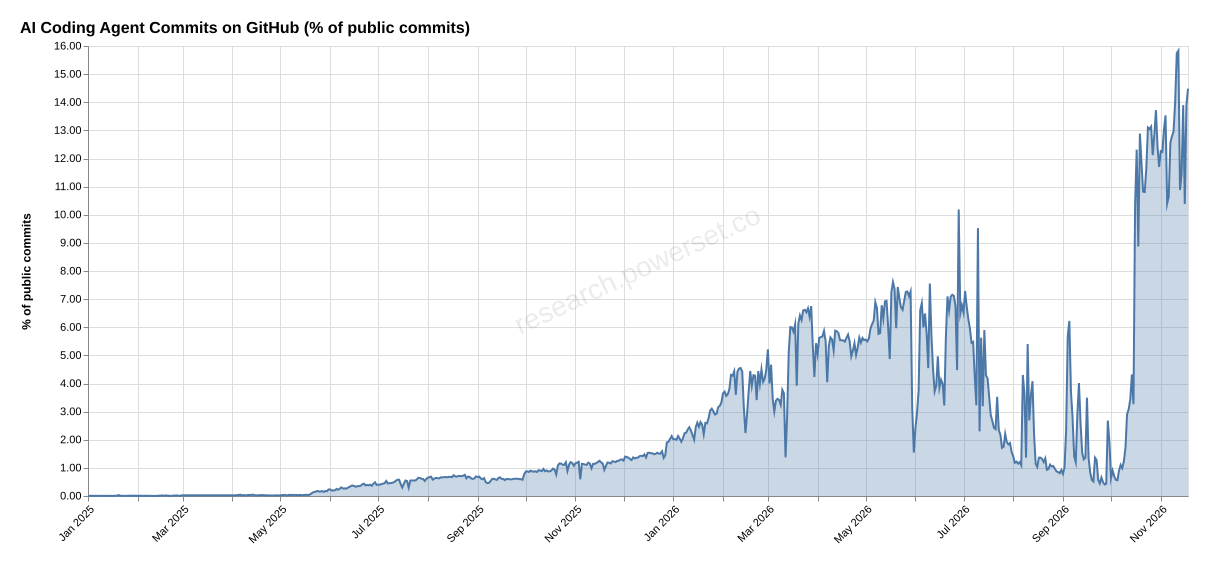 AI Coding Agent Commits on GitHub (% of public commits)
16.00
15.00
14.00
13.00
12.00
11.00
10.00
9.00
8.00
7.00
6.00
5.00
4.00
3.00
2.00
1.00
0.00
% of public commits
research.powerset.co
Jan 2025
Mar 2025
May 2025
Jul 2025
Sep 2025
Nov 2025
Jan 2026
Mar 2026
May 2026
Jul 2026
Sep 2026
Nov 2026